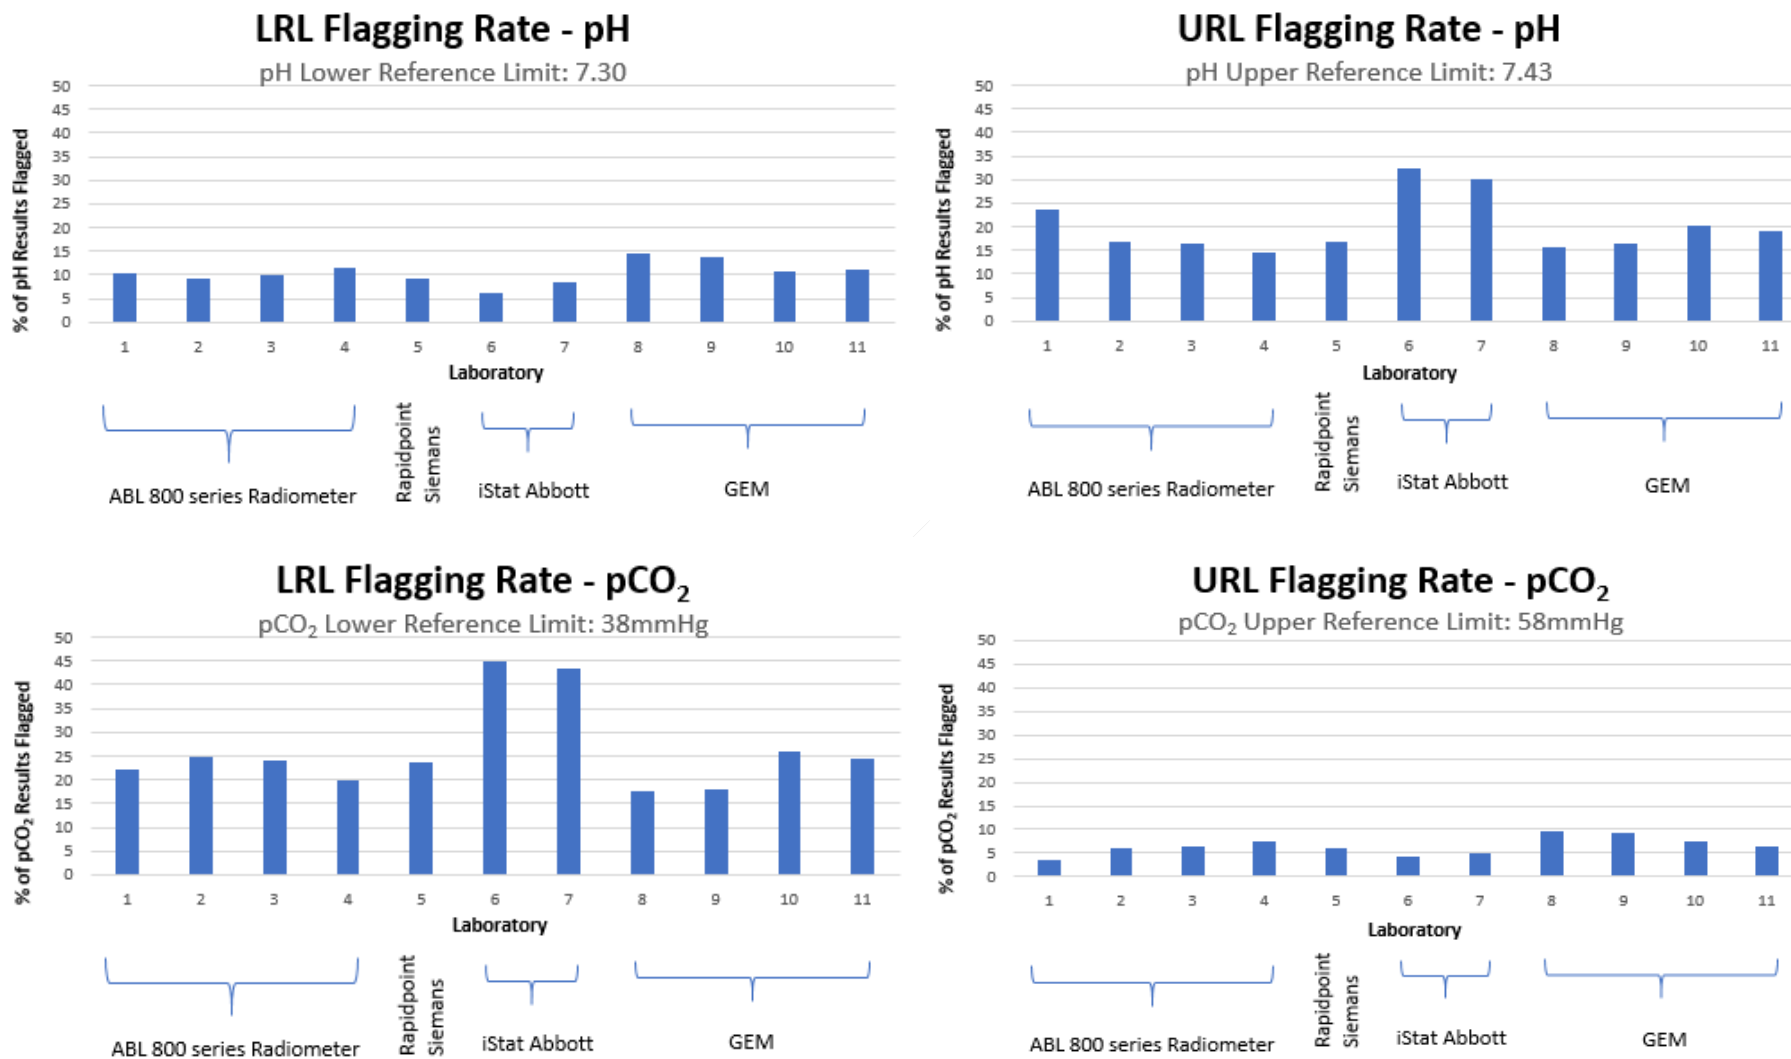 LRL Flagging Rate - pH
pH Lower Reference Limit: 7.30
50
45
40
35
30
25
20
15
10
5
0
% of pH Results Flagged
1 2 3 4 5 6 7 8 9 10 11
Laboratory
ABL 800 series Radiometer
Rapidpoint
Siemans
iStat Abbott
GEM
URL Flagging Rate - pH
pH Upper Reference Limit: 7.43
50
45
40
35
30
25
20
15
10
5
0
% of pH Results Flagged
1 2 3 4 5 6 7 8 9 10 11
Laboratory
ABL 800 series Radiometer
Rapidpoint
Siemans
iStat Abbott
GEM
LRL Flagging Rate - pCO₂
pCO₂ Lower Reference Limit: 38mmHg
50
45
40
35
30
25
20
15
10
5
0
% of pCO₂ Results Flagged
1 2 3 4 5 6 7 8 9 10 11
Laboratory
ABL 800 series Radiometer
Rapidpoint
Siemans
iStat Abbott
GEM
URL Flagging Rate - pCO₂
pCO₂ Upper Reference Limit: 58mmHg
50
45
40
35
30
25
20
15
10
5
0
% of pCO₂ Results Flagged
1 2 3 4 5 6 7 8 9 10 11
Laboratory
ABL 800 series Radiometer
Rapidpoint
Siemans
iStat Abbott
GEM